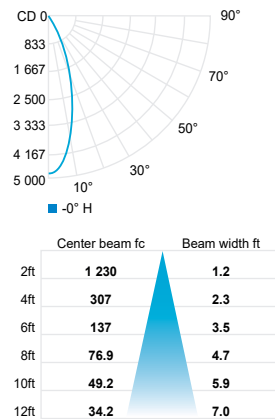 CD 0 90°
833
1 667 70°
2 500
3 333 50°
4 167
5 000 10° 30°
-0° H
Center beam fc Beam width ft
2ft 1 230 1.2
4ft 307 2.3
6ft 137 3.5
8ft 76.9 4.7
10ft 49.2 5.9
12ft 34.2 7.0